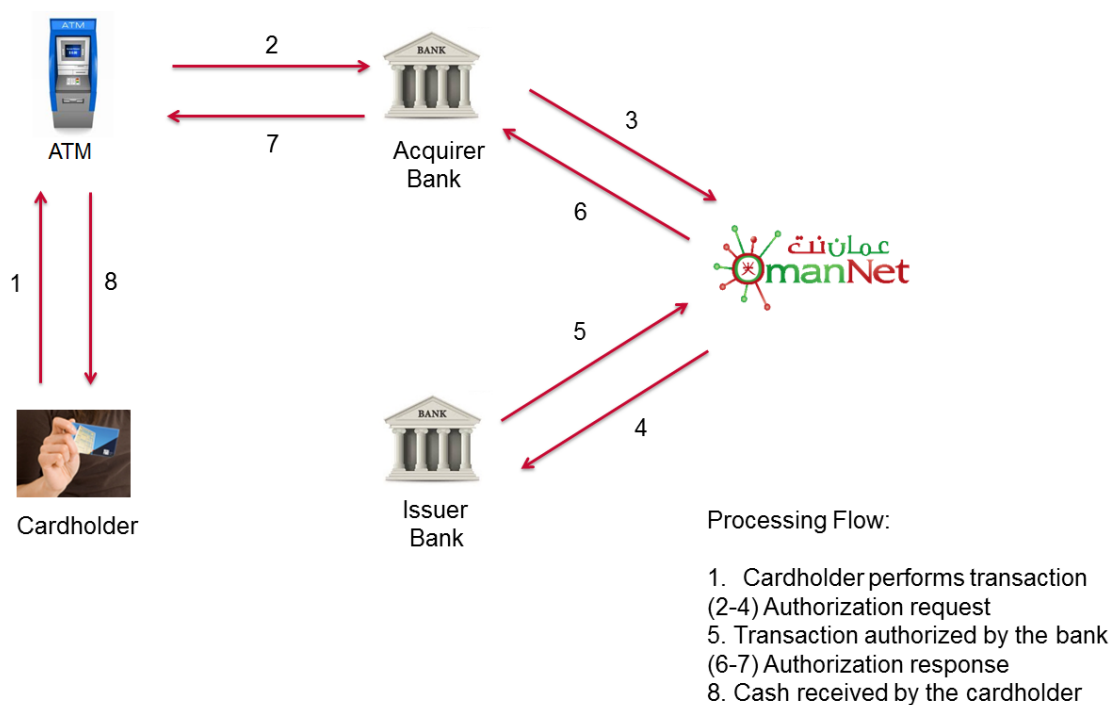 ATM
2
BANK
7
3
ATM
Acquirer
Bank
6
عمان نت
OmanNet
1
8
5
BANK
4
Cardholder
Issuer
Bank
Processing Flow:
1. Cardholder performs transaction
(2-4) Authorization request
5. Transaction authorized by the bank
(6-7) Authorization response
8. Cash received by the cardholder